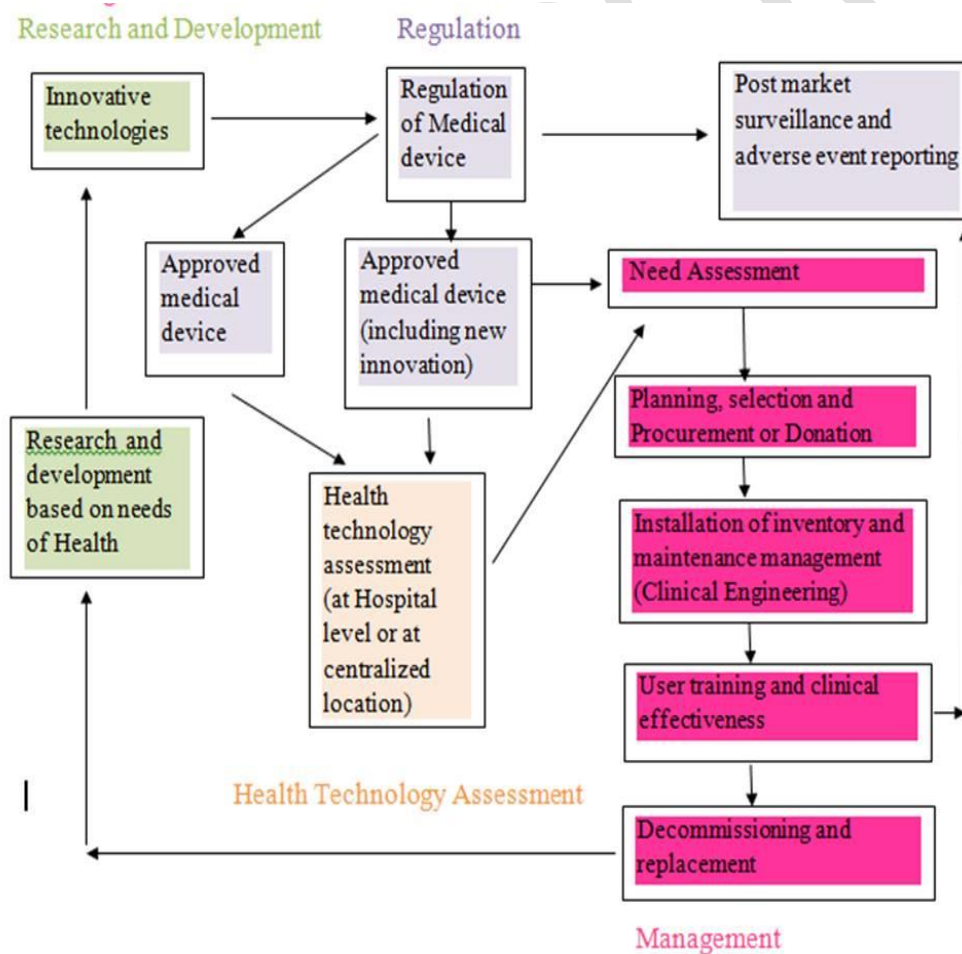 Research and Development
Regulation
Innovative
technologies
Regulation
of Medical
device
Post market
surveillance and
adverse event reporting
Approved
medical
device
Approved
medical device
(including new
innovation)
Need Assessment
Planning, selection and
Procurement or Donation
Research and
development
based on needs
of Health
Health
technology
assessment
(at Hospital
level or at
centralized
location)
Installation of inventory and
maintenance management
(Clinical Engineering)
User training and clinical
effectiveness
Health Technology Assessment
Decommissioning and
replacement
Management